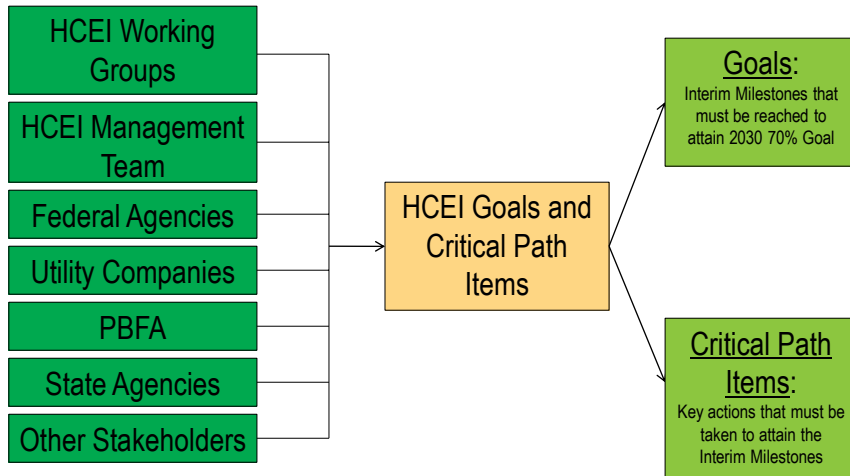 HCEI Working
Groups
HCEI Management
Team
Federal Agencies
Utility Companies
PBFA
State Agencies
Other Stakeholders
HCEI Goals and
Critical Path
Items
Goals:
Interim Milestones that
must be reached to
attain 2030 70% Goal
Critical Path
Items:
Key actions that must be
taken to attain the
Interim Milestones